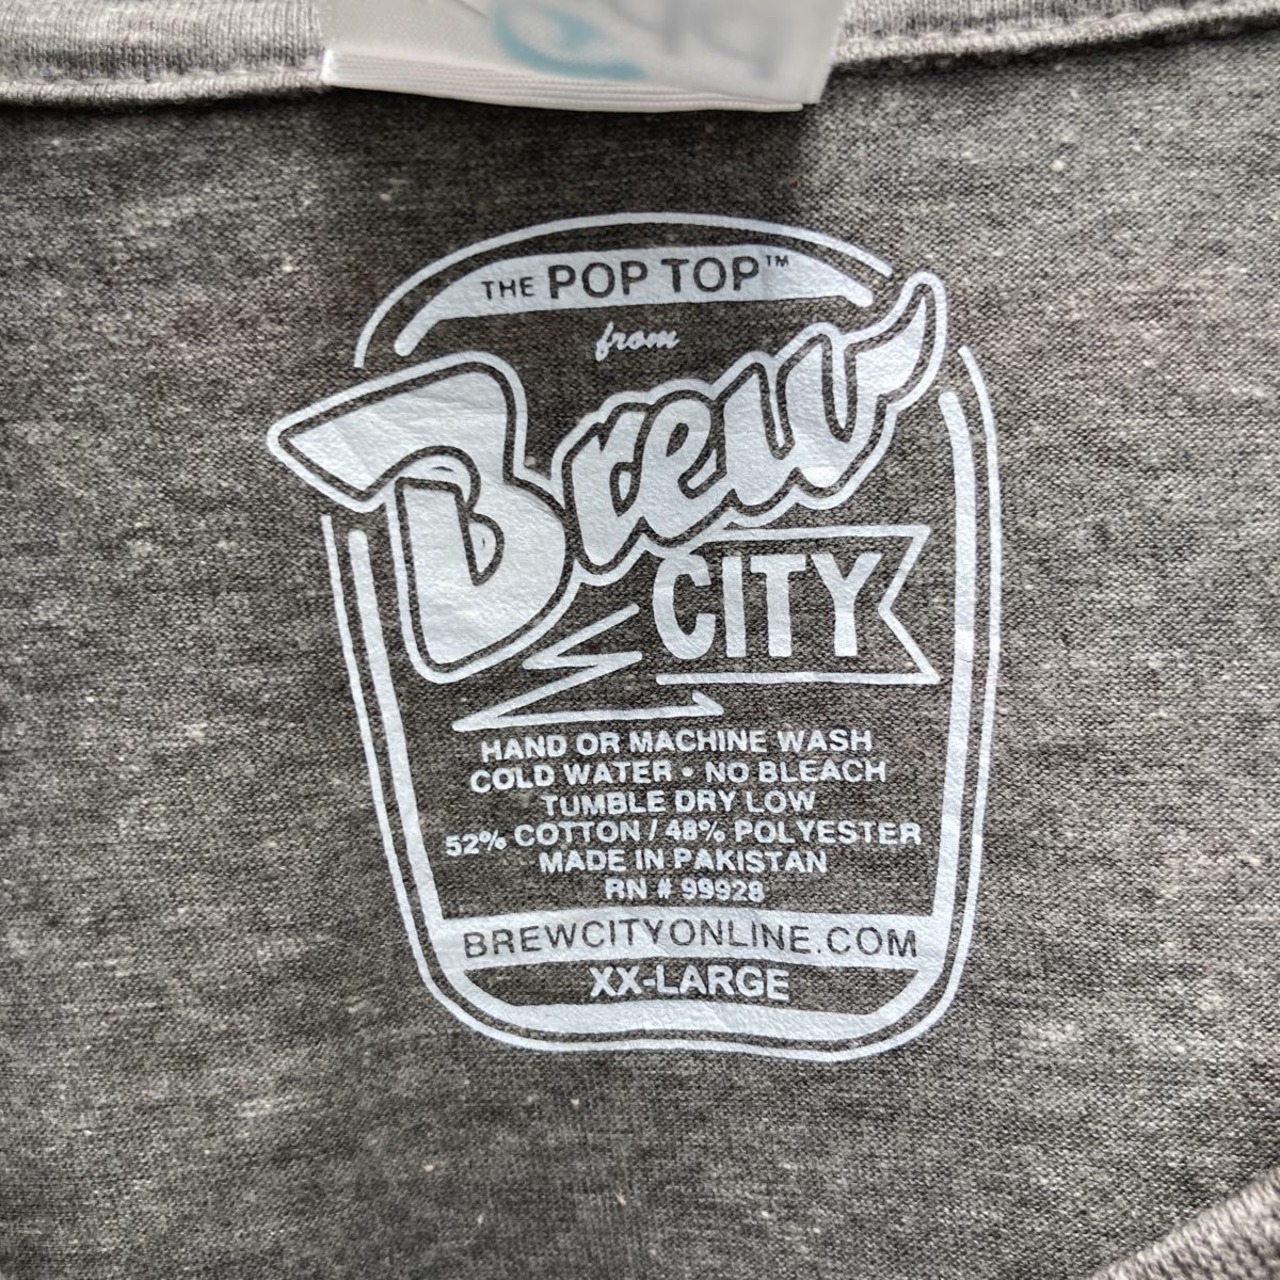 THE POP TOP™
from
Brew
CITY
HAND OR MACHINE WASH
COLD WATER • NO BLEACH
TUMBLE DRY LOW
52% COTTON / 48% POLYESTER
MADE IN PAKISTAN
RN # 99928
BREWCITYONLINE.COM
XX-LARGE